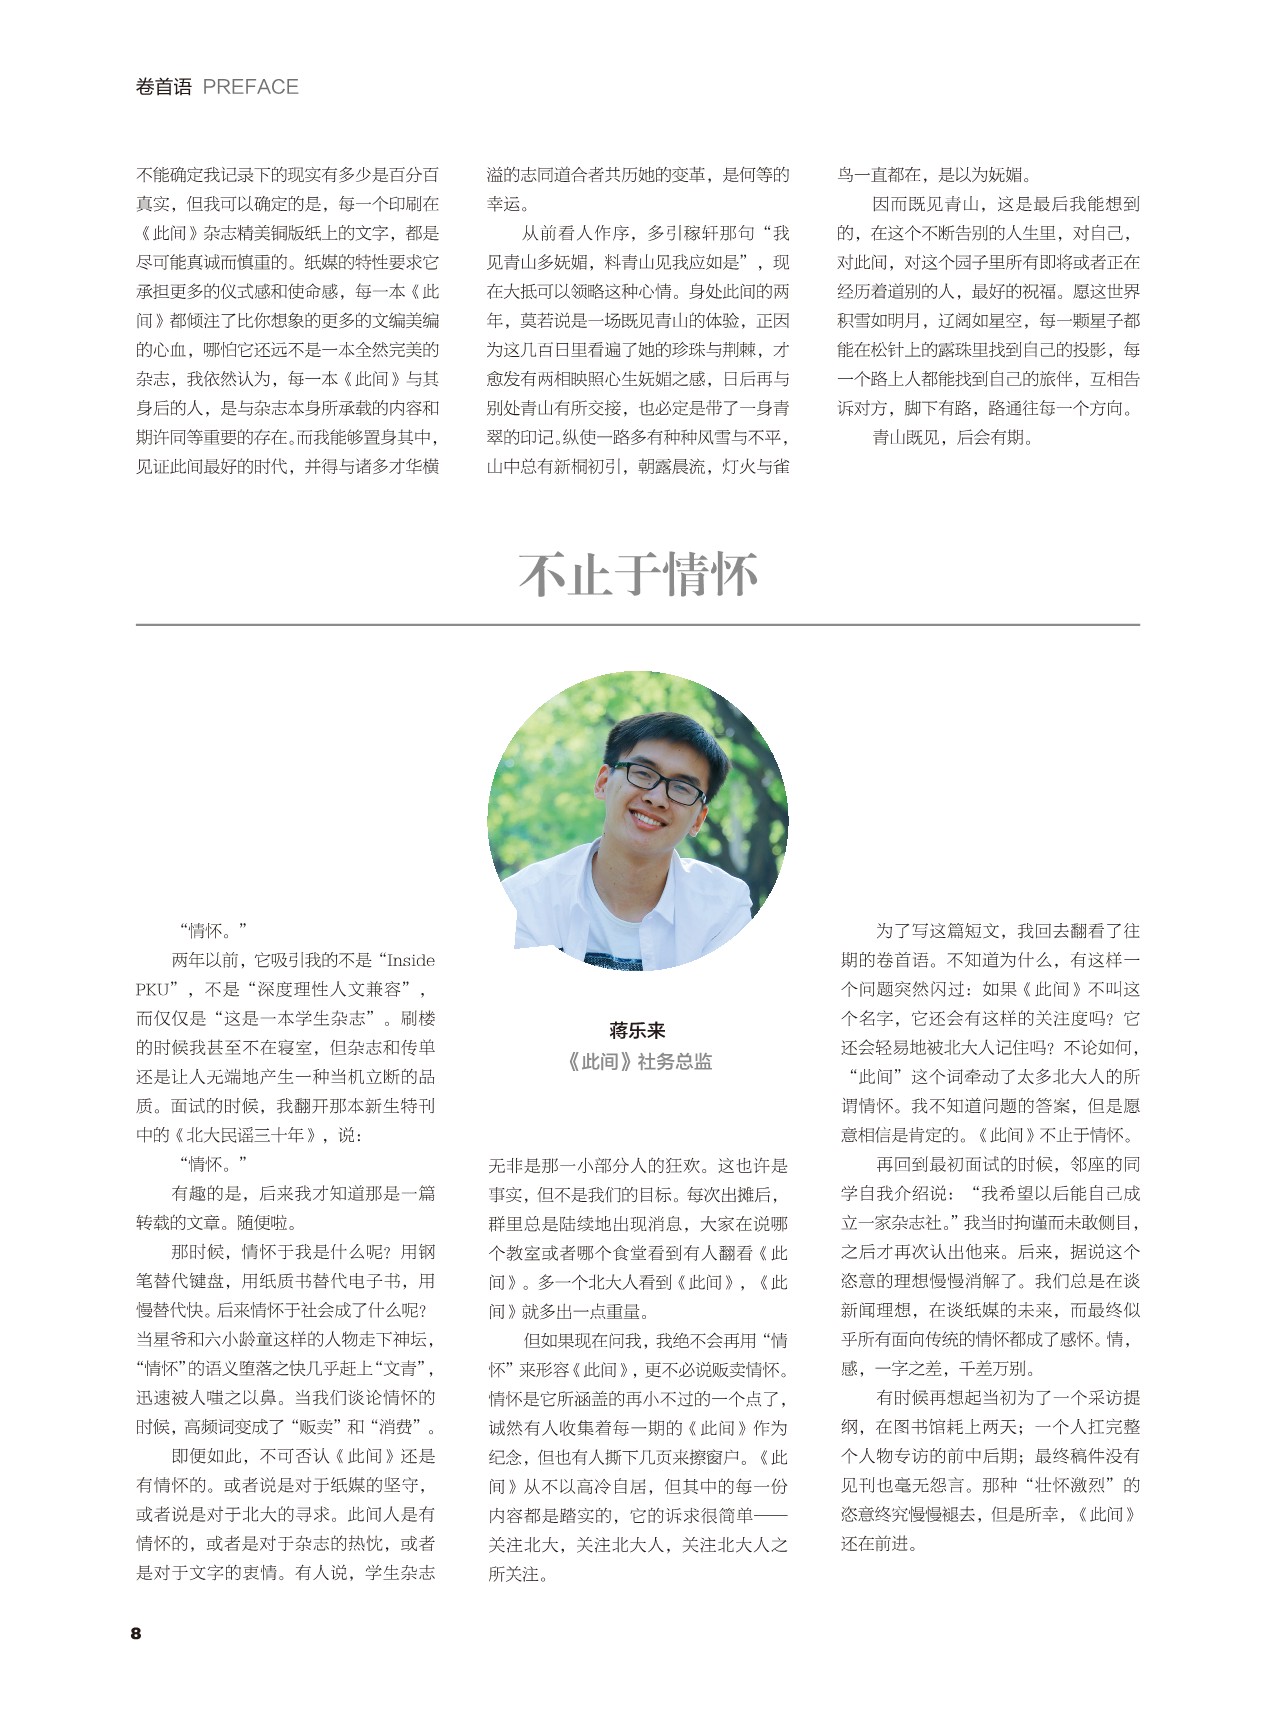 卷首语 PREFACE
不能确定我记录下的现实有多少是百分百
真实，但我可以确定的是，每一个印刷在
《此间》杂志精美铜版纸上的文字，都是
尽可能真诚而慎重的。纸媒的特性要求它
承担更多的仪式感和使命感，每一本《此
间》都倾注了比你想象的更多的文编美编
的心血，哪怕它还远不是一本全然完美的
杂志，我依然认为，每一本《此间》与其
身后的人，是与杂志本身所承载的内容和
期许同等重要的存在。而我能够置身其中，
见证此间最好的时代，并得与诸多才华横
溢的志同道合者共历她的变革，是何等的
幸运。
从前看人作序，多引稼轩那句“我
见青山多妩媚，料青山见我应如是”，现
在大抵可以领略这种心情。身处此间的两
年，莫若说是一场既见青山的体验，正因
为这几百日里看遍了她的珍珠与荆棘，才
愈发有两相映照心生妩媚之感，日后再与
别处青山有所交接，也必定是带了一身青
翠的印记。纵使一路多有种种风雪与不平，
山中总有新桐初引，朝露晨流，灯火与雀
鸟一直都在，是以为妩媚。
因而既见青山，这是最后我能想到
的，在这个不断告别的人生里，对自己，
对此间，对这个园子里所有即将或者正在
经历着道别的人，最好的祝福。愿这世界
积雪如明月，辽阔如星空，每一颗星子都
能在松针上的露珠里找到自己的投影，每
一个路上人都能找到自己的旅伴，互相告
诉对方，脚下有路，路通往每一个方向。
青山既见，后会有期。
不止于情怀
“情怀。”
两年以前，它吸引我的不是“Inside
PKU”，不是“深度理性人文兼容”，
而仅仅是“这是一本学生杂志”。刷楼
的时候我甚至不在寝室，但杂志和传单
还是让人无端地产生一种当机立断的品
质。面试的时候，我翻开那本新生特刊
中的《北大民谣三十年》，说：
“情怀。”
有趣的是，后来我才知道那是一篇
转载的文章。随便啦。
那时候，情怀于我是什么呢？用钢
笔替代键盘，用纸质书替代电子书，用
慢替代快。后来情怀于社会成了什么呢？
当星爷和六小龄童这样的人物走下神坛，
“情怀”的语义堕落之快几乎赶上“文青”，
迅速被人嗤之以鼻。当我们谈论情怀的
时候，高频词变成了“贩卖”和“消费”。
即便如此，不可否认《此间》还是
有情怀的。或者说是对于纸媒的坚守，
或者说是对于北大的寻求。此间人是有
情怀的，或者是对于杂志的热忱，或者
是对于文字的衷情。有人说，学生杂志
蒋乐来
《此间》社务总监
无非是那一小部分人的狂欢。这也许是
事实，但不是我们的目标。每次出摊后，
群里总是陆续地出现消息，大家在说哪
个教室或者哪个食堂看到有人翻看《此
间》。多一个北大人看到《此间》，《此
间》就多出一点重量。
但如果现在问我，我绝不会再用“情
怀”来形容《此间》，更不必说贩卖情怀。
情怀是它所涵盖的再小不过的一个点了，
诚然有人收集着每一期的《此间》作为
纪念，但也有人撕下几页来擦窗户。《此
间》从不以高冷自居，但其中的每一份
内容都是踏实的，它的诉求很简单——
关注北大，关注北大人，关注北大人之
所关注。
为了写这篇短文，我回去翻看了往
期的卷首语。不知道为什么，有这样一
个问题突然闪过：如果《此间》不叫这
个名字，它还会有这样的关注度吗？它
还会轻易地被北大人记住吗？不论如何，
“此间”这个词牵动了太多北大人的所
谓情怀。我不知道问题的答案，但是愿
意相信是肯定的。《此间》不止于情怀。
再回到最初面试的时候，邻座的同
学自我介绍说：“我希望以后能自己成
立一家杂志社。”我当时拘谨而未敢侧目，
之后才再次认出他来。后来，据说这个
恣意的理想慢慢消解了。我们总是在谈
新闻理想，在谈纸媒的未来，而最终似
乎所有面向传统的情怀都成了感怀。情，
感，一字之差，千差万别。
有时候再想起当初为了一个采访提
纲，在图书馆耗上两天；一个人扛完整
个人物专访的前中后期；最终稿件没有
见刊也毫无怨言。那种“壮怀激烈”的
恣意终究慢慢褪去，但是所幸，《此间》
还在前进。
8